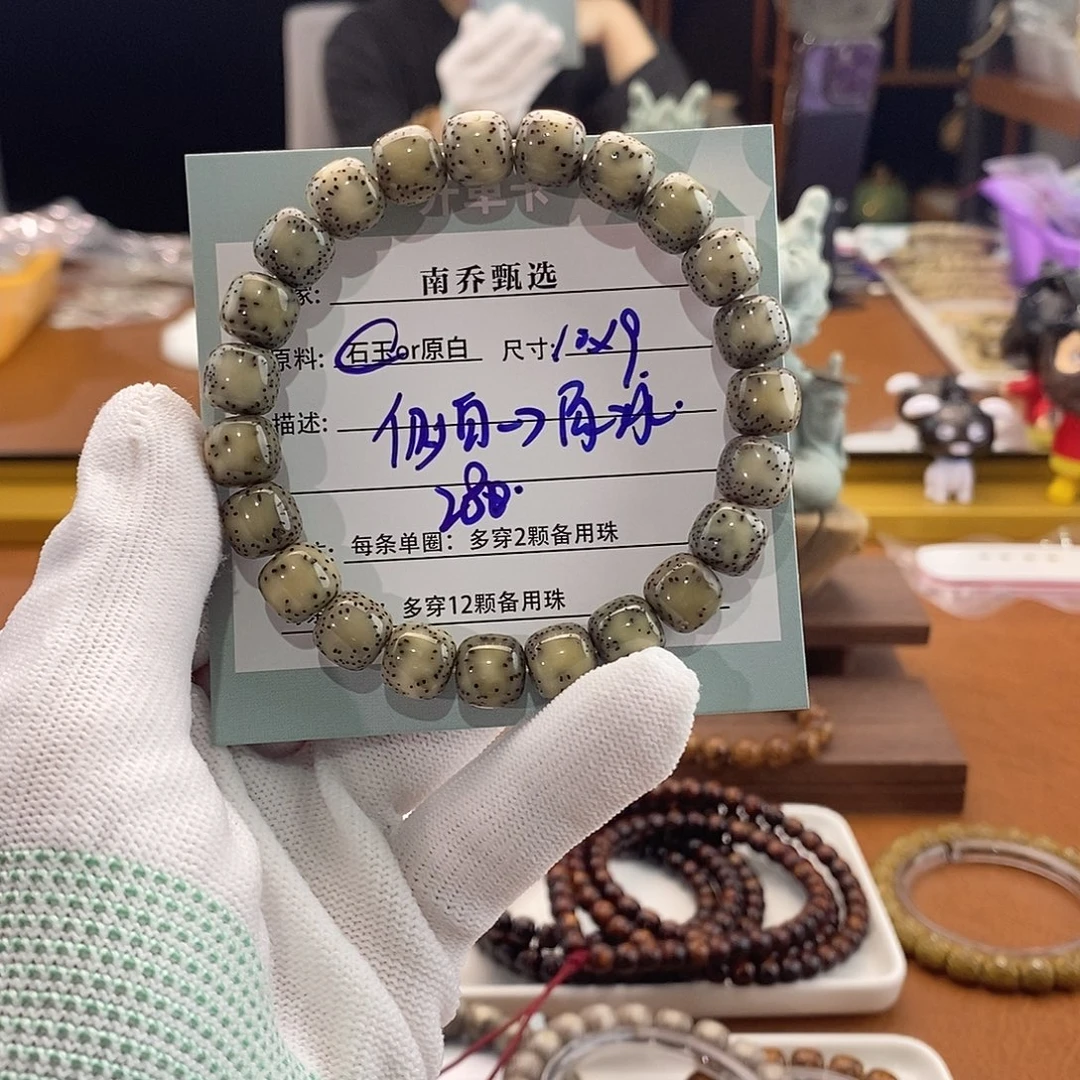 南乔甄选
家:
原料: 石玉or原白 尺寸: 10x9
描述:
280.
每条单圈：多穿2颗备用珠
多穿12颗备用珠